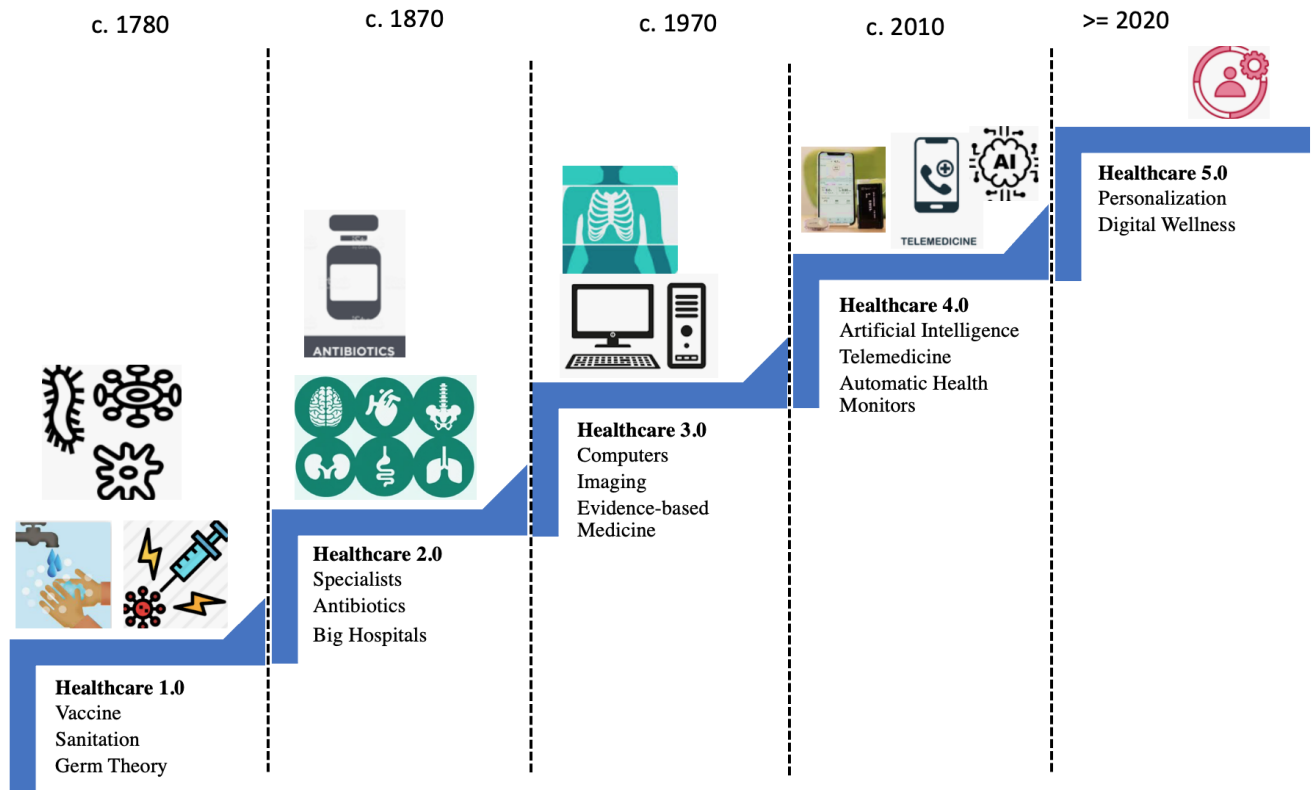 c. 1780
c. 1870
c. 1970
c. 2010
>= 2020
Healthcare 5.0
Personalization
Digital Wellness
AI
TELEMEDICINE
Healthcare 4.0
Artificial Intelligence
Telemedicine
Automatic Health
Monitors
Healthcare 3.0
Computers
Imaging
Evidence-based
Medicine
ANTIBIOTICS
Healthcare 2.0
Specialists
Antibiotics
Big Hospitals
Healthcare 1.0
Vaccine
Sanitation
Germ Theory